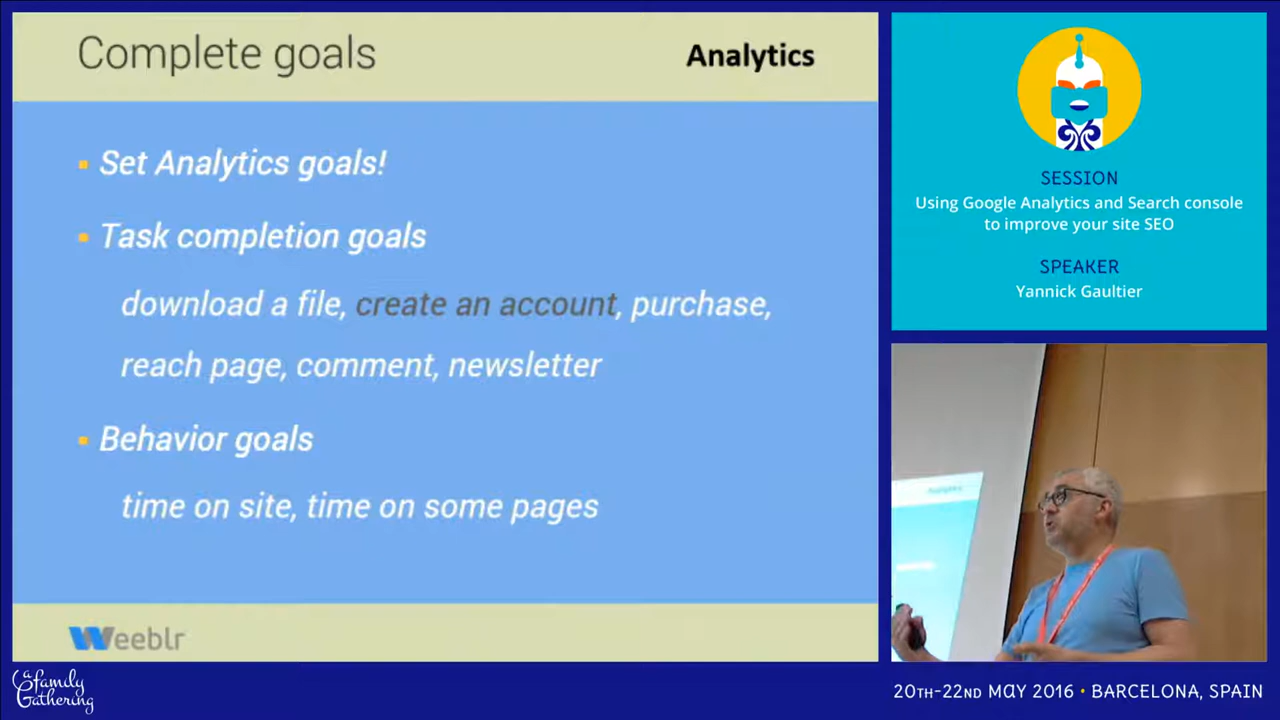 Complete goals
Analytics
Set Analytics goals!
Task completion goals
download a file, create an account, purchase,
reach page, comment, newsletter
Behavior goals
time on site, time on some pages
Weeblr
SESSION
Using Google Analytics and Search console
to improve your site SEO
SPEAKER
Yannick Gaultier
Analytics
a family
Gathering
20TH-22ND MAY 2016 • BARCELONA, SPAIN